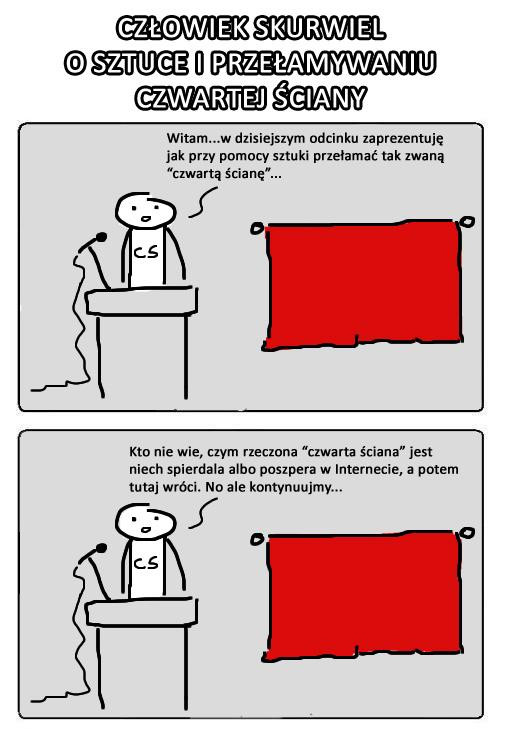 CZŁOWIEK SKURWIEL
O SZTUCE I PRZEŁAMYWANIU
CZWARTEJ ŚCIANY
Witam...w dzisiejszym odcinku zaprezentuję
jak przy pomocy sztuki przełamać tak zwaną
“czwartą ścianę”...
CS
Kto nie wie, czym rzeczona “czwarta ściana” jest
niech spierdala albo poszpera w Internecie, a potem
tutaj wróci. No ale kontynuujmy...
CS